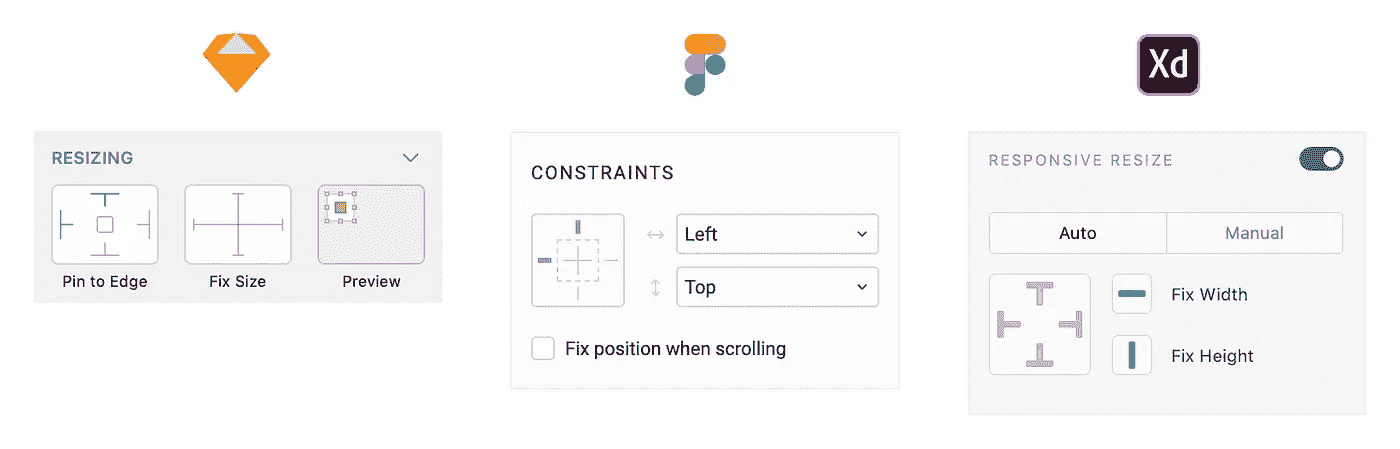 Xd
RESIZING
Pin to Edge
Fix Size
Preview
CONSTRAINTS
Left
Top
Fix position when scrolling
RESPONSIVE RESIZE
Auto
Manual
Fix Width
Fix Height